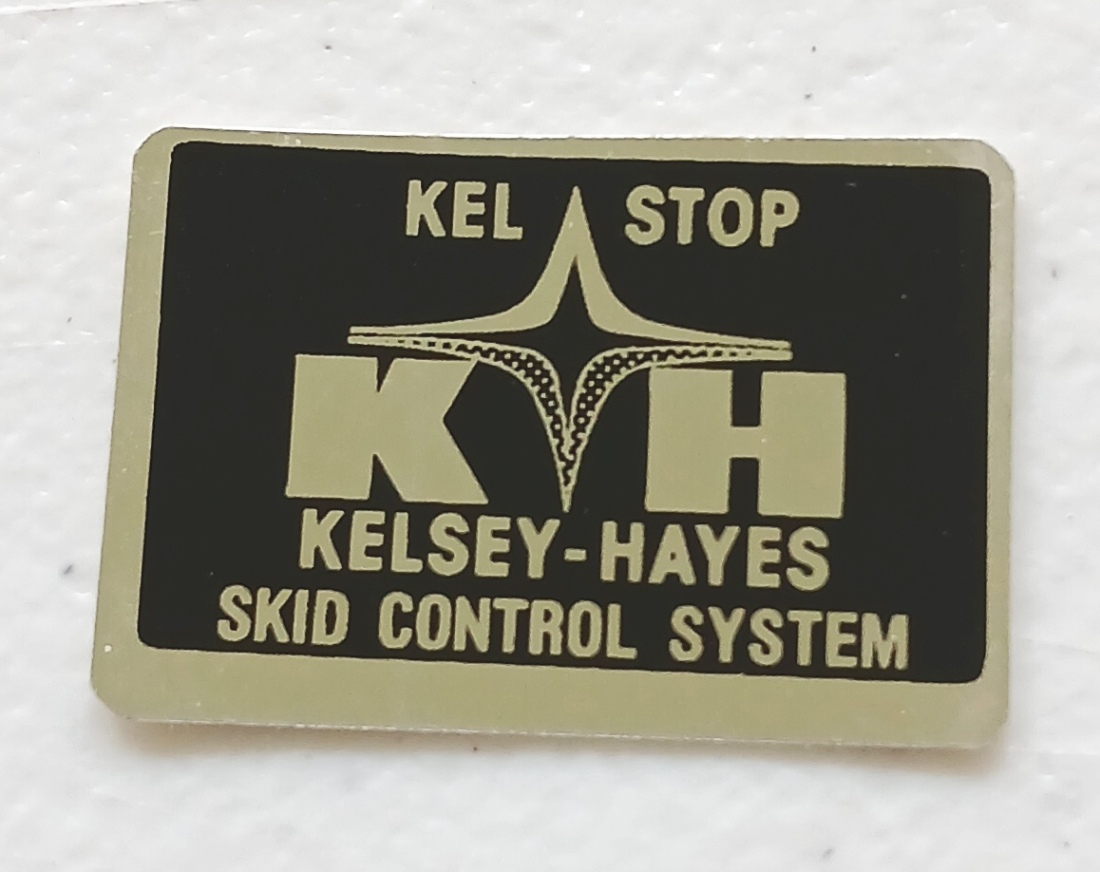 KEL STOP
KH
KELSEY-HAYES
SKID CONTROL SYSTEM